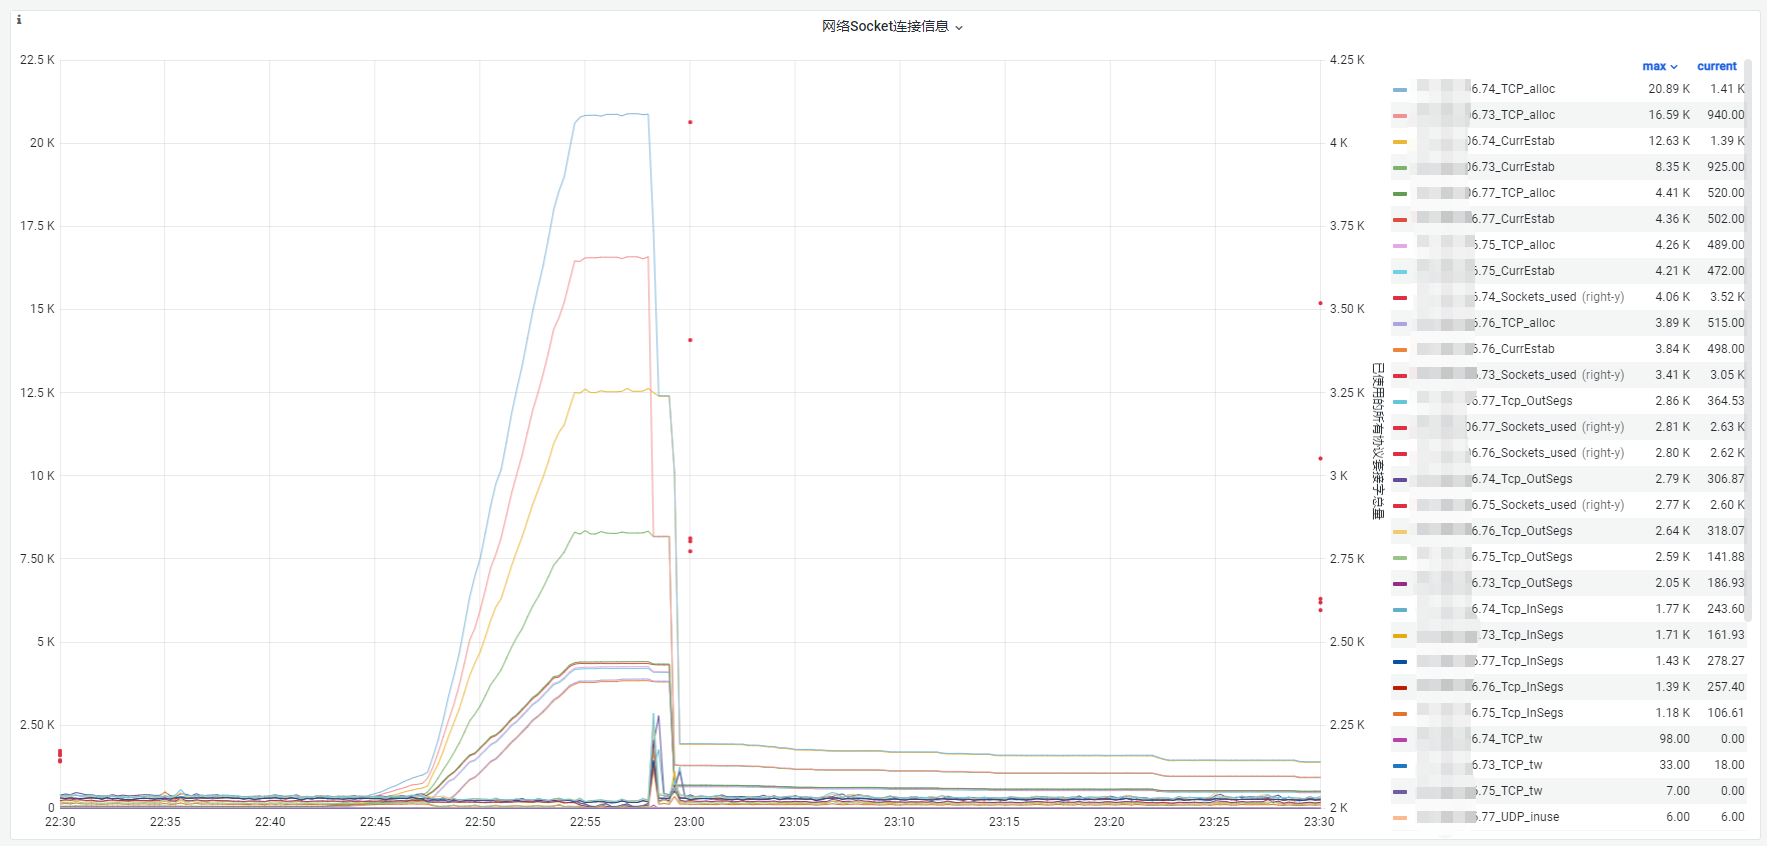 网络Socket连接信息
22.5 K
20 K
17.5 K
15 K
12.5 K
10 K
7.50 K
5 K
2.50 K
0
4.25 K
4 K
3.75 K
3.50 K
3.25 K
3 K
2.75 K
2.50 K
2.25 K
2 K
已使用的所有协议套接字总量
22:30 22:35 22:40 22:45 22:50 22:55 23:00 23:05 23:10 23:15 23:20 23:25 23:30
max current
6.74_TCP_alloc 20.89 K 1.41 K
06.73_TCP_alloc 16.59 K 940.00
06.74_CurrEstab 12.63 K 1.39 K
06.73_CurrEstab 8.35 K 925.00
06.77_TCP_alloc 4.41 K 520.00
6.77_CurrEstab 4.36 K 502.00
6.75_TCP_alloc 4.26 K 489.00
6.75_CurrEstab 4.21 K 472.00
6.74_Sockets_used (right-y) 4.06 K 3.52 K
6.76_TCP_alloc 3.89 K 515.00
6.76_CurrEstab 3.84 K 498.00
.73_Sockets_used (right-y) 3.41 K 3.05 K
6.77_Tcp_OutSegs 2.86 K 364.53
06.77_Sockets_used (right-y) 2.81 K 2.63 K
06.76_Sockets_used (right-y) 2.80 K 2.62 K
6.74_Tcp_OutSegs 2.79 K 306.87
6.75_Sockets_used (right-y) 2.77 K 2.60 K
6.76_Tcp_OutSegs 2.64 K 318.07
6.75_Tcp_OutSegs 2.59 K 141.88
6.73_Tcp_OutSegs 2.05 K 186.93
6.74_Tcp_InSegs 1.77 K 243.60
.73_Tcp_InSegs 1.71 K 161.93
6.77_Tcp_InSegs 1.43 K 278.27
6.76_Tcp_InSegs 1.39 K 257.40
6.75_Tcp_InSegs 1.18 K 106.61
6.74_TCP_tw 98.00 0.00
6.73_TCP_tw 33.00 18.00
.75_TCP_tw 7.00 0.00
.77_UDP_inuse 6.00 6.00